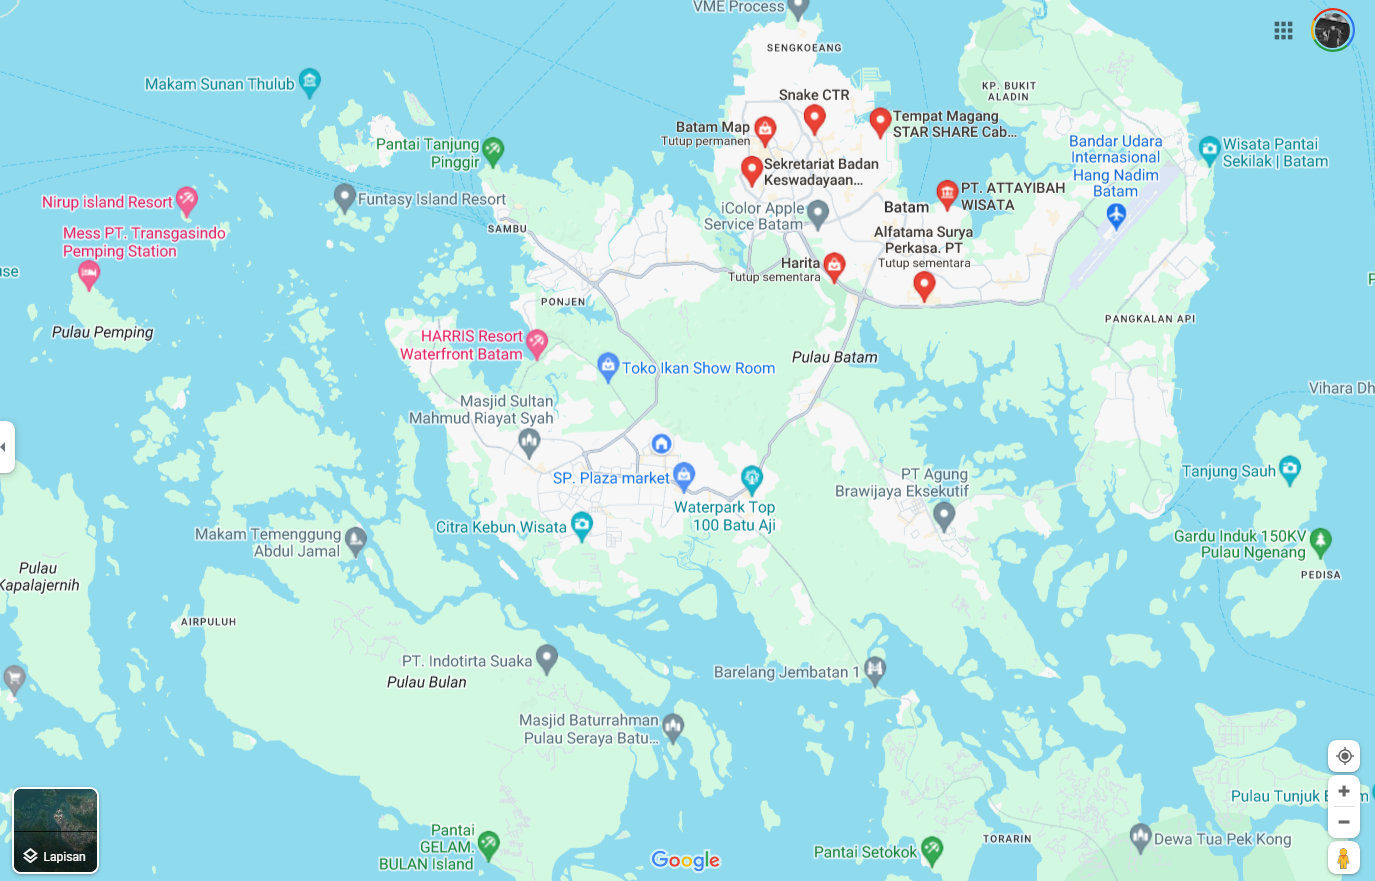 VME Process
SENGKOEANG
Makam Sunan Thulub
Snake CTR
KP. BUKIT
ALADIN
Batam Map
Tutup permanen
Tempat Magang
STAR SHARE Cab...
Pantai Tanjung
Pinggir
Bandar Udara
Internasional
Hang Nadim
Batam
Wisata Pantai
Sekilak | Batam
Sekretariat Badan
Keswadayaan...
Nirup island Resort
Funtasy Island Resort
PT. ATTAYIBAH
WISATA
iColor Apple
Service Batam
Batam
SAMBU
Mess PT. Transgasindo
Pemping Station
Alfatama Surya
Perkasa. PT
Tutup sementara
Harita
Tutup sementara
use
PONJEN
PANGKALAN API
Pulau Pemping
HARRIS Resort
Waterfront Batam
Pulau Batam
Toko Ikan Show Room
Vihara Dh
Masjid Sultan
Mahmud Riayat Syah
SP. Plaza market
PT Agung
Brawijaya Eksekutif
Tanjung Sauh
Waterpark Top
100 Batu Aji
Citra Kebun Wisata
Makam Temenggung
Abdul Jamal
Gardu Induk 150KV
Pulau Ngenang
PEDISA
Pulau
Kapalajernih
AIRPULUH
PT. Indotirta Suaka
Pulau Bulan
Barelang Jembatan 1
Masjid Baturrahman
Pulau Seraya Batu...
Pulau Tunjuk
Pantai
GELAM.
BULAN Island
TORARIN
Dewa Tua Pek Kong
Pantai Setokok
Lapisan
Google